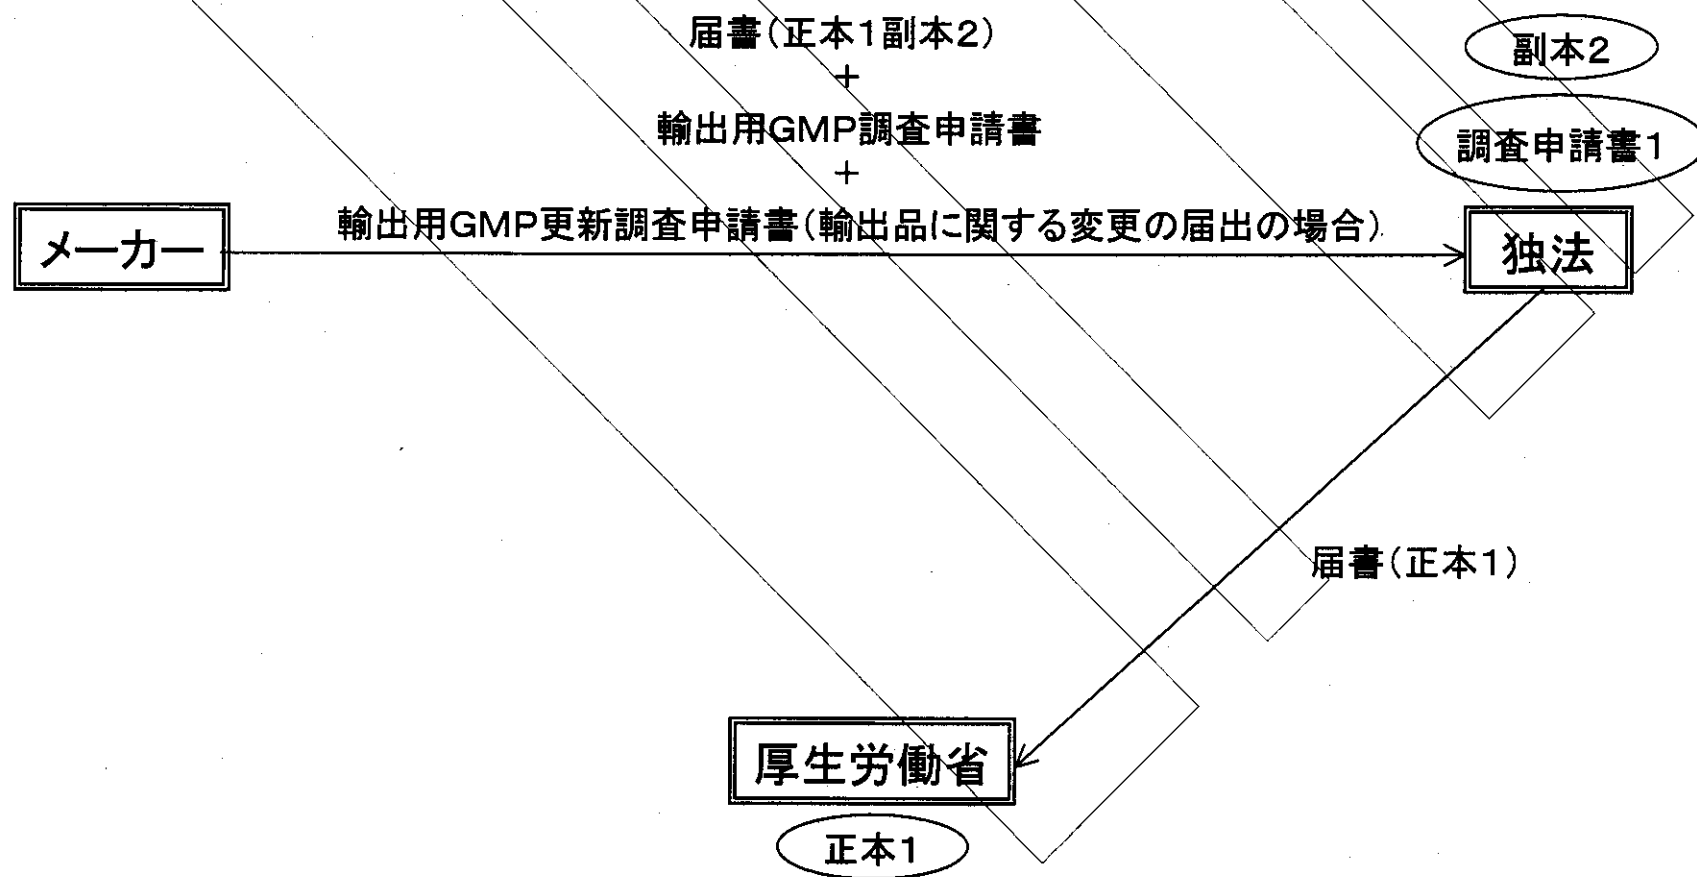 届書(正本1副本2)
+
輸出用GMP調査申請書
+
輸出用GMP更新調査申請書(輸出品に関する変更の届出の場合)
メーカー
副本2
調査申請書1
独法
届書(正本1)
厚生労働省
正本1